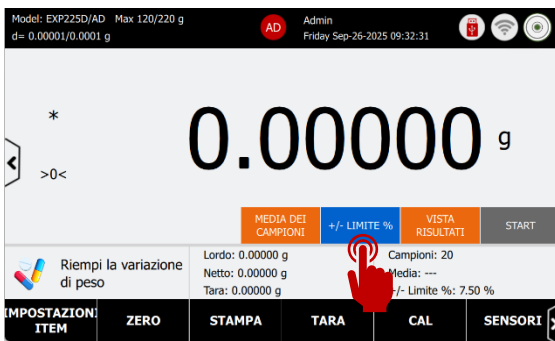 Model: EXP225D/AD Max 120/220 g
d= 0.00001/0.0001 g
AD
Admin
Friday Sep-26-2025 09:32:31
*
>0<
0.00000 g
MEDIA DEI
CAMPIONI
+/- LIMITE %
VISTA
RISULTATI
START
Riempi la variazione
di peso
Lordo: 0.00000 g
Netto: 0.00000 g
Tara: 0.00000 g
Campioni: 20
Media: ---
+/- Limite %: 7.50 %
IMPOSTAZIONI
ITEM
ZERO
STAMPA
TARA
CAL
SENSORI